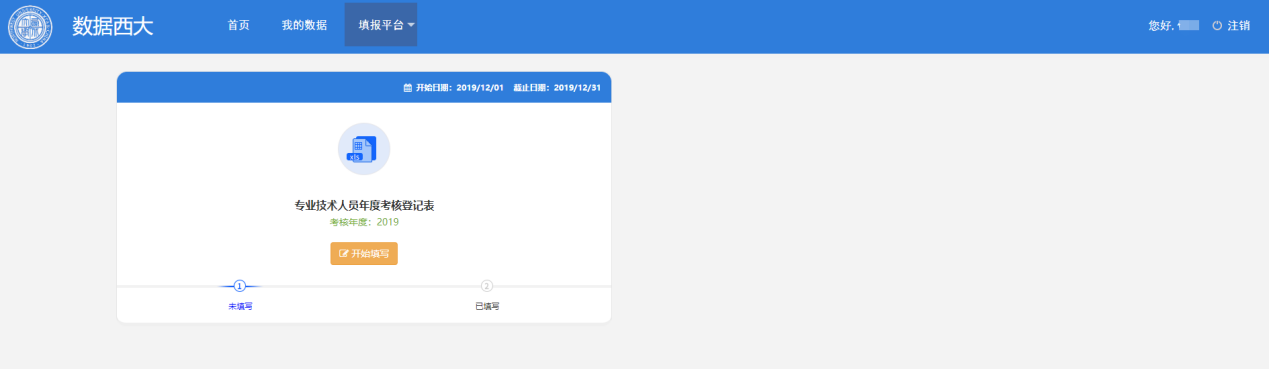 数据西大 首页 我的数据 填报平台 您好, 注销
开始日期：2019/12/01 截止日期：2019/12/31
xls
专业技术人员年度考核登记表
考核年度：2019
开始填写
1 2
未填写 已填写